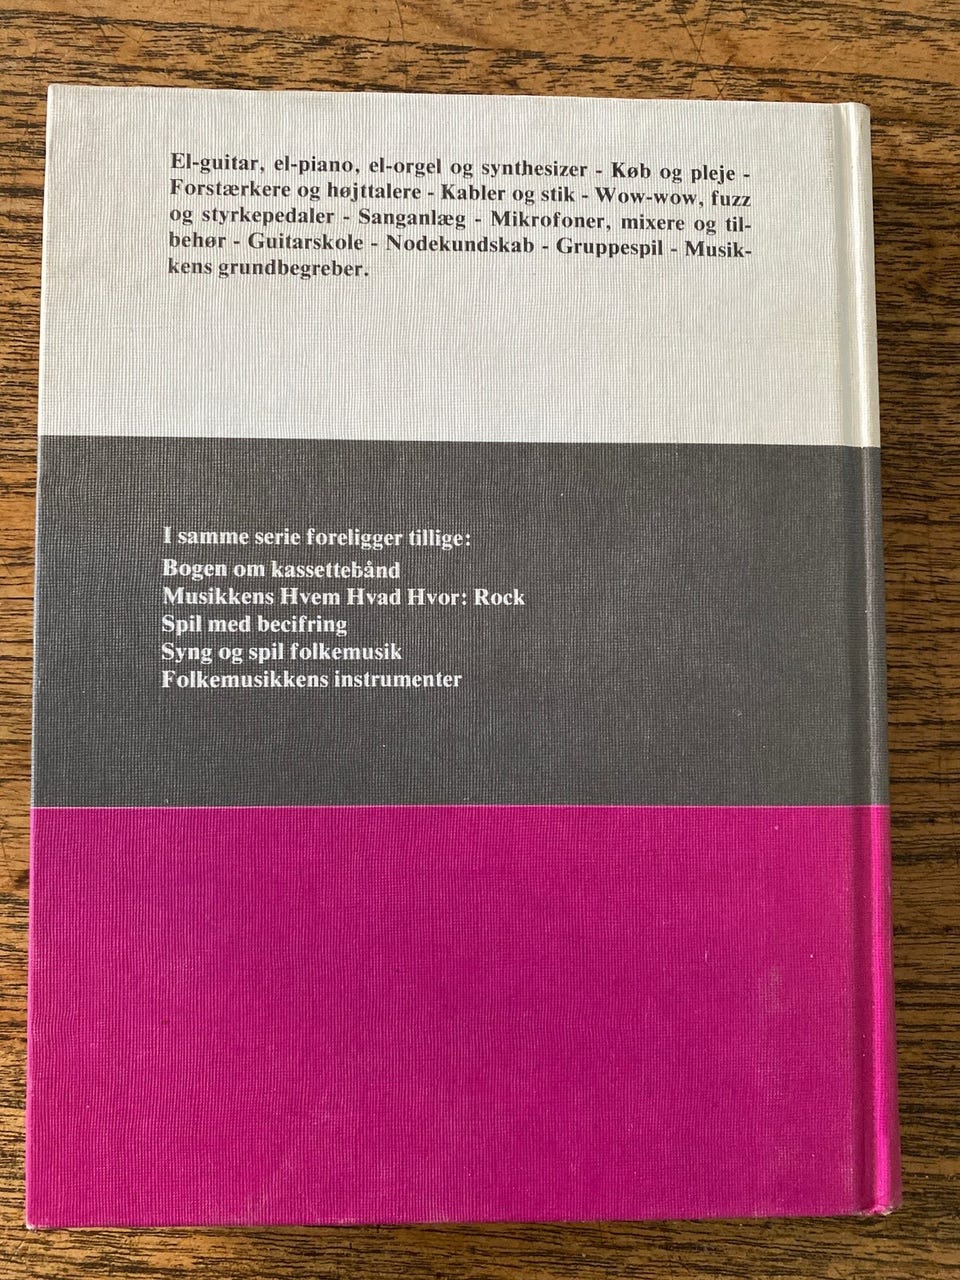 El-guitar, el-piano, el-orgel og synthesizer - Køb og pleje -
Forstærkere og højttalere - Kabler og stik - Wow-wow, fuzz
og styrkepedaler - Sanganlæg - Mikrofoner, mixere og til-
behør - Guitarskole - Nodekundskab - Gruppespil - Musik-
kens grundbegreber.
I samme serie foreligger tillige:
Bogen om kassettebånd
Musikkens Hvem Hvad Hvor: Rock
Spil med becifring
Syng og spil folkemusik
Folkemusikkens instrumenter